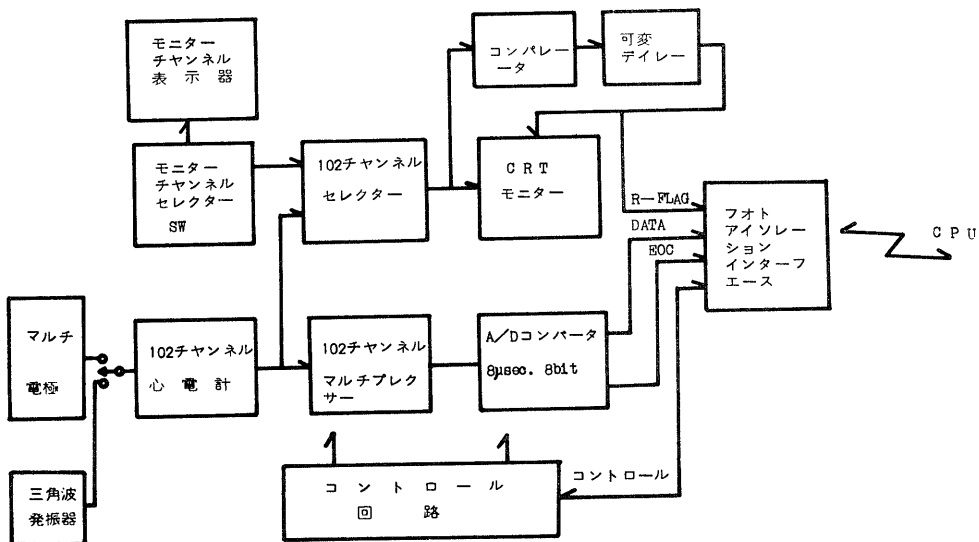 モニター
チャンネル
表示器
コンパレー
ータ
可変
デイレー
モニター
チャンネル
セレクター
SW
102チャンネル
セレクター
CRT
モニター
R-FLAG
DATA
EOC
フオト
アイソレー
ション
インターフ
エース
CPU
マルチ
電極
102チャンネル
心電計
102チャンネル
マルチプレク
サー
A/Dコンバータ
8μsec. 8bit
三角波
発振器
コントロール
回路
コントロール